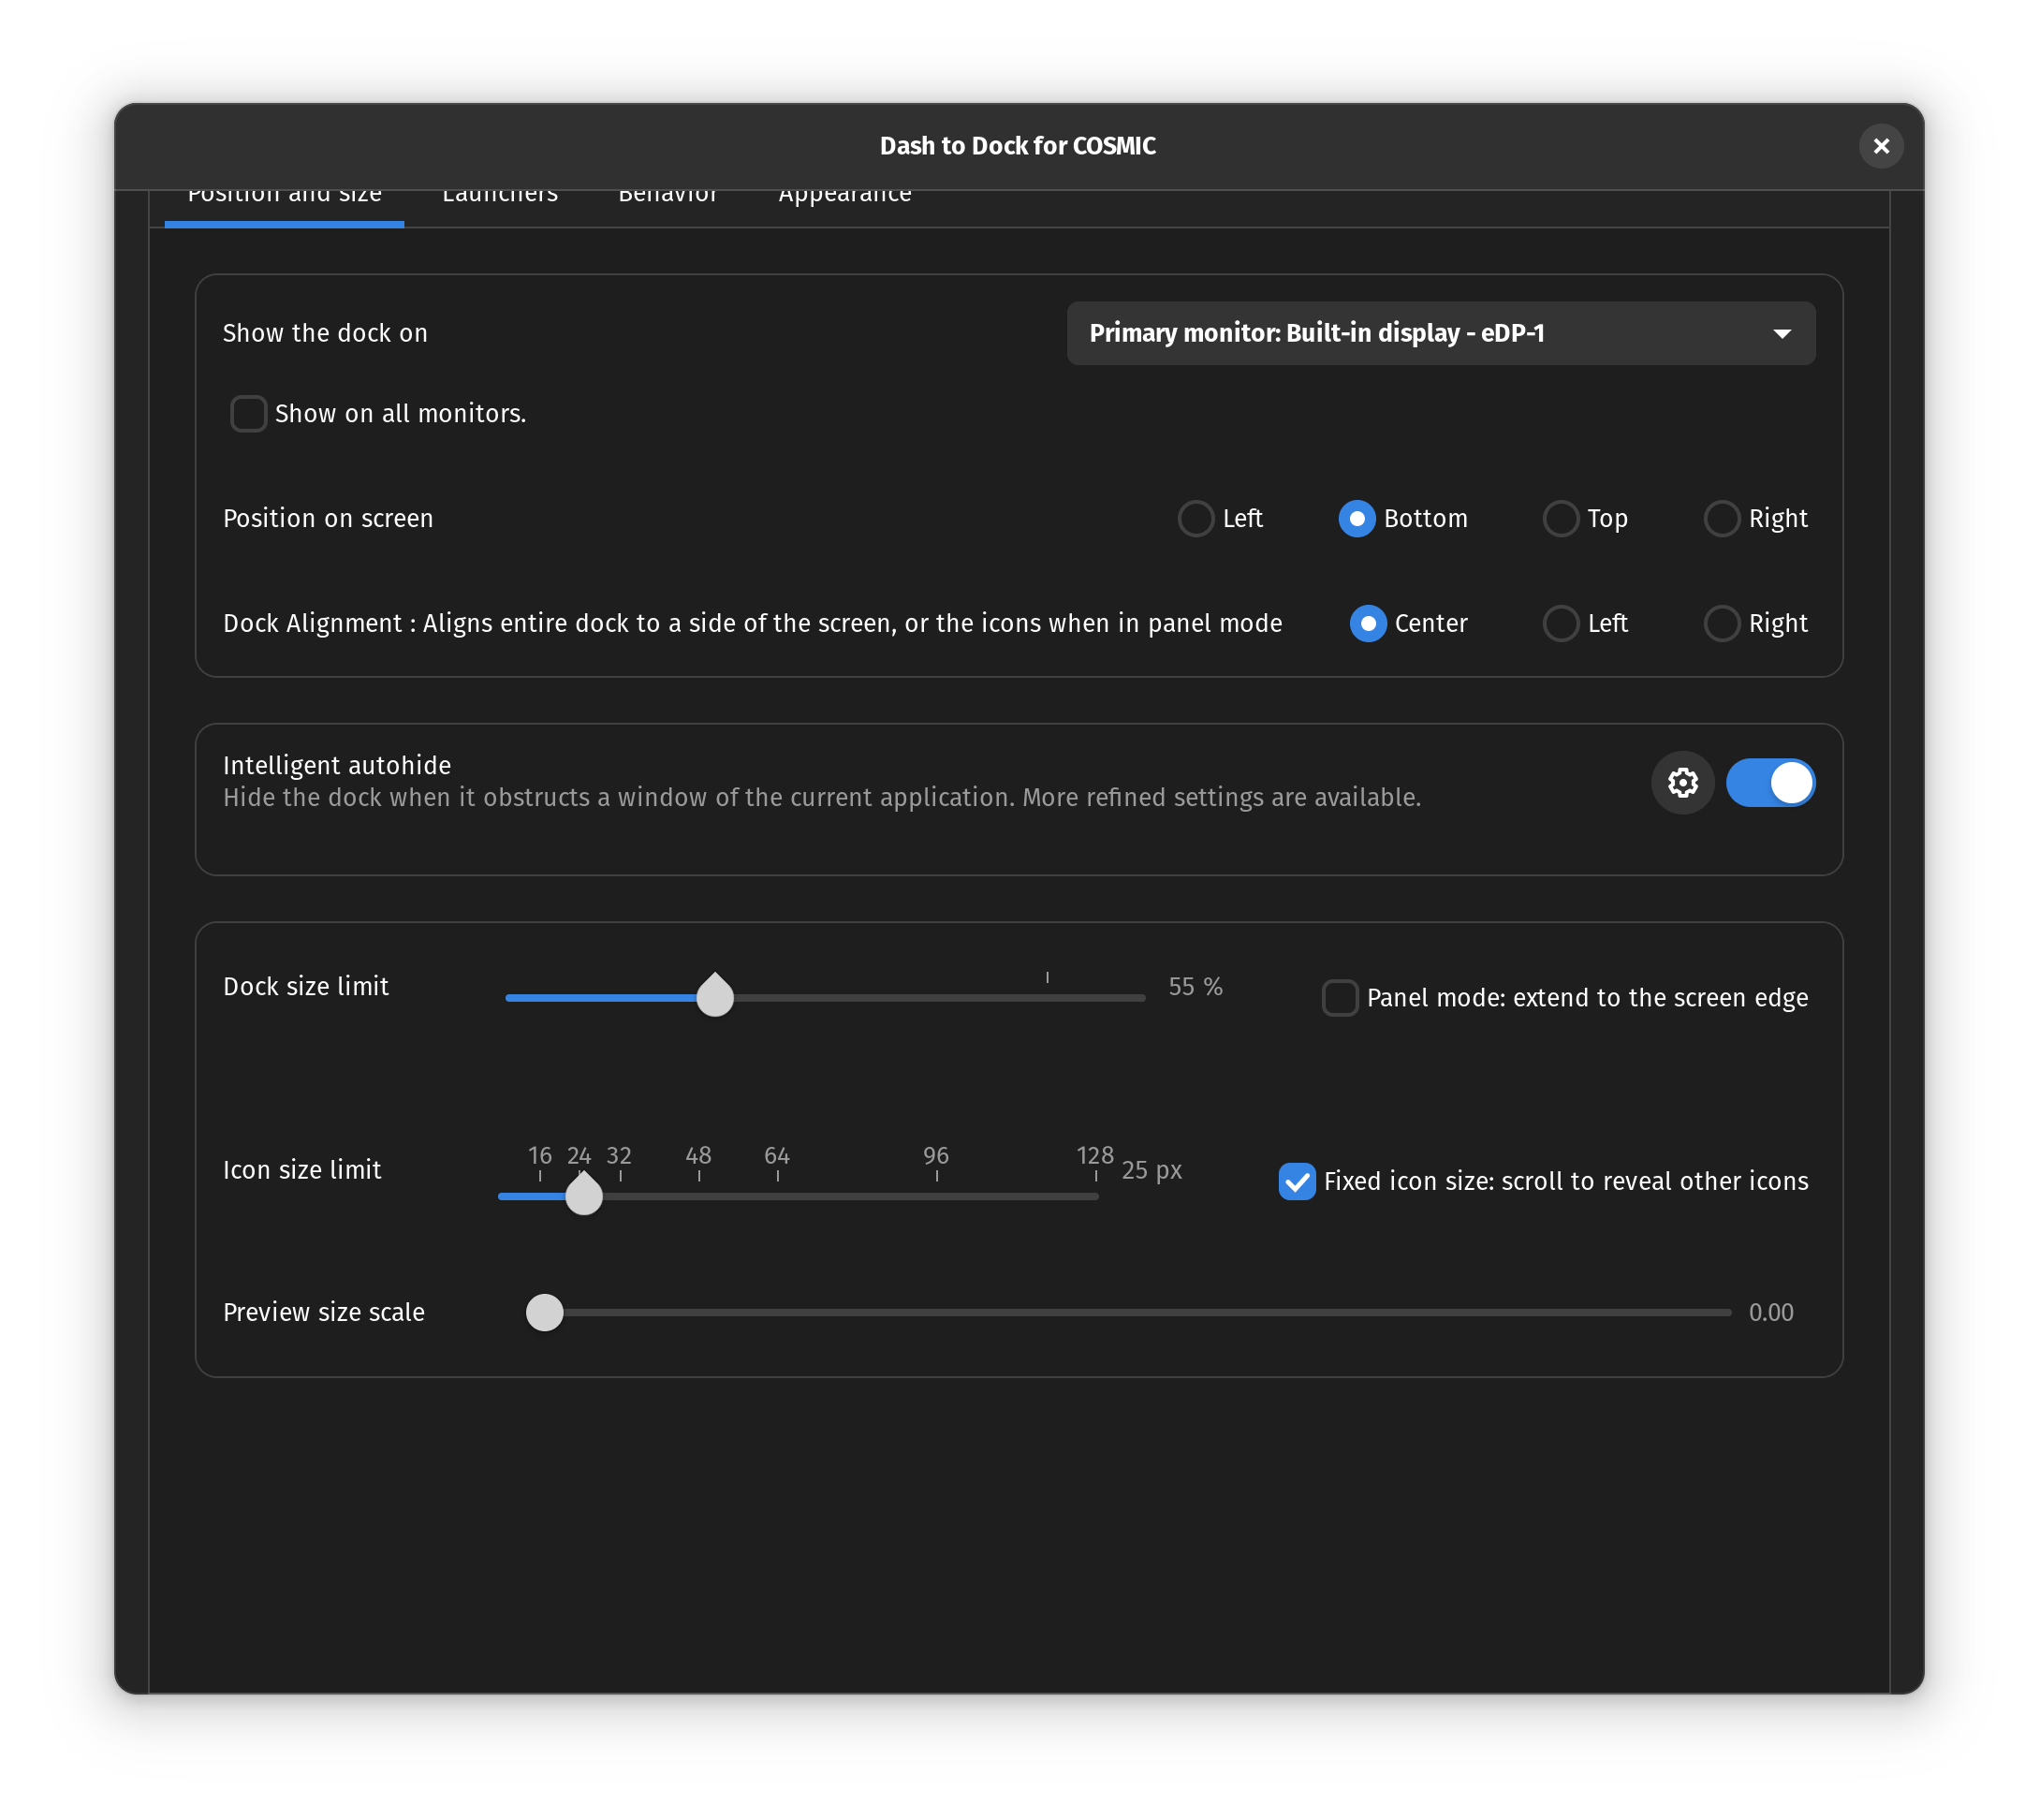 Dash to Dock for COSMIC
Position and size Launchers Behavior Appearance
Show the dock on Primary monitor: Built-in display - eDP-1
Show on all monitors.
Position on screen Left Bottom Top Right
Dock Alignment : Aligns entire dock to a side of the screen, or the icons when in panel mode Center Left Right
Intelligent autohide
Hide the dock when it obstructs a window of the current application. More refined settings are available.
Dock size limit 55 % Panel mode: extend to the screen edge
16 24 32 48 64 96 128
Icon size limit 25 px Fixed icon size: scroll to reveal other icons
Preview size scale 0.00